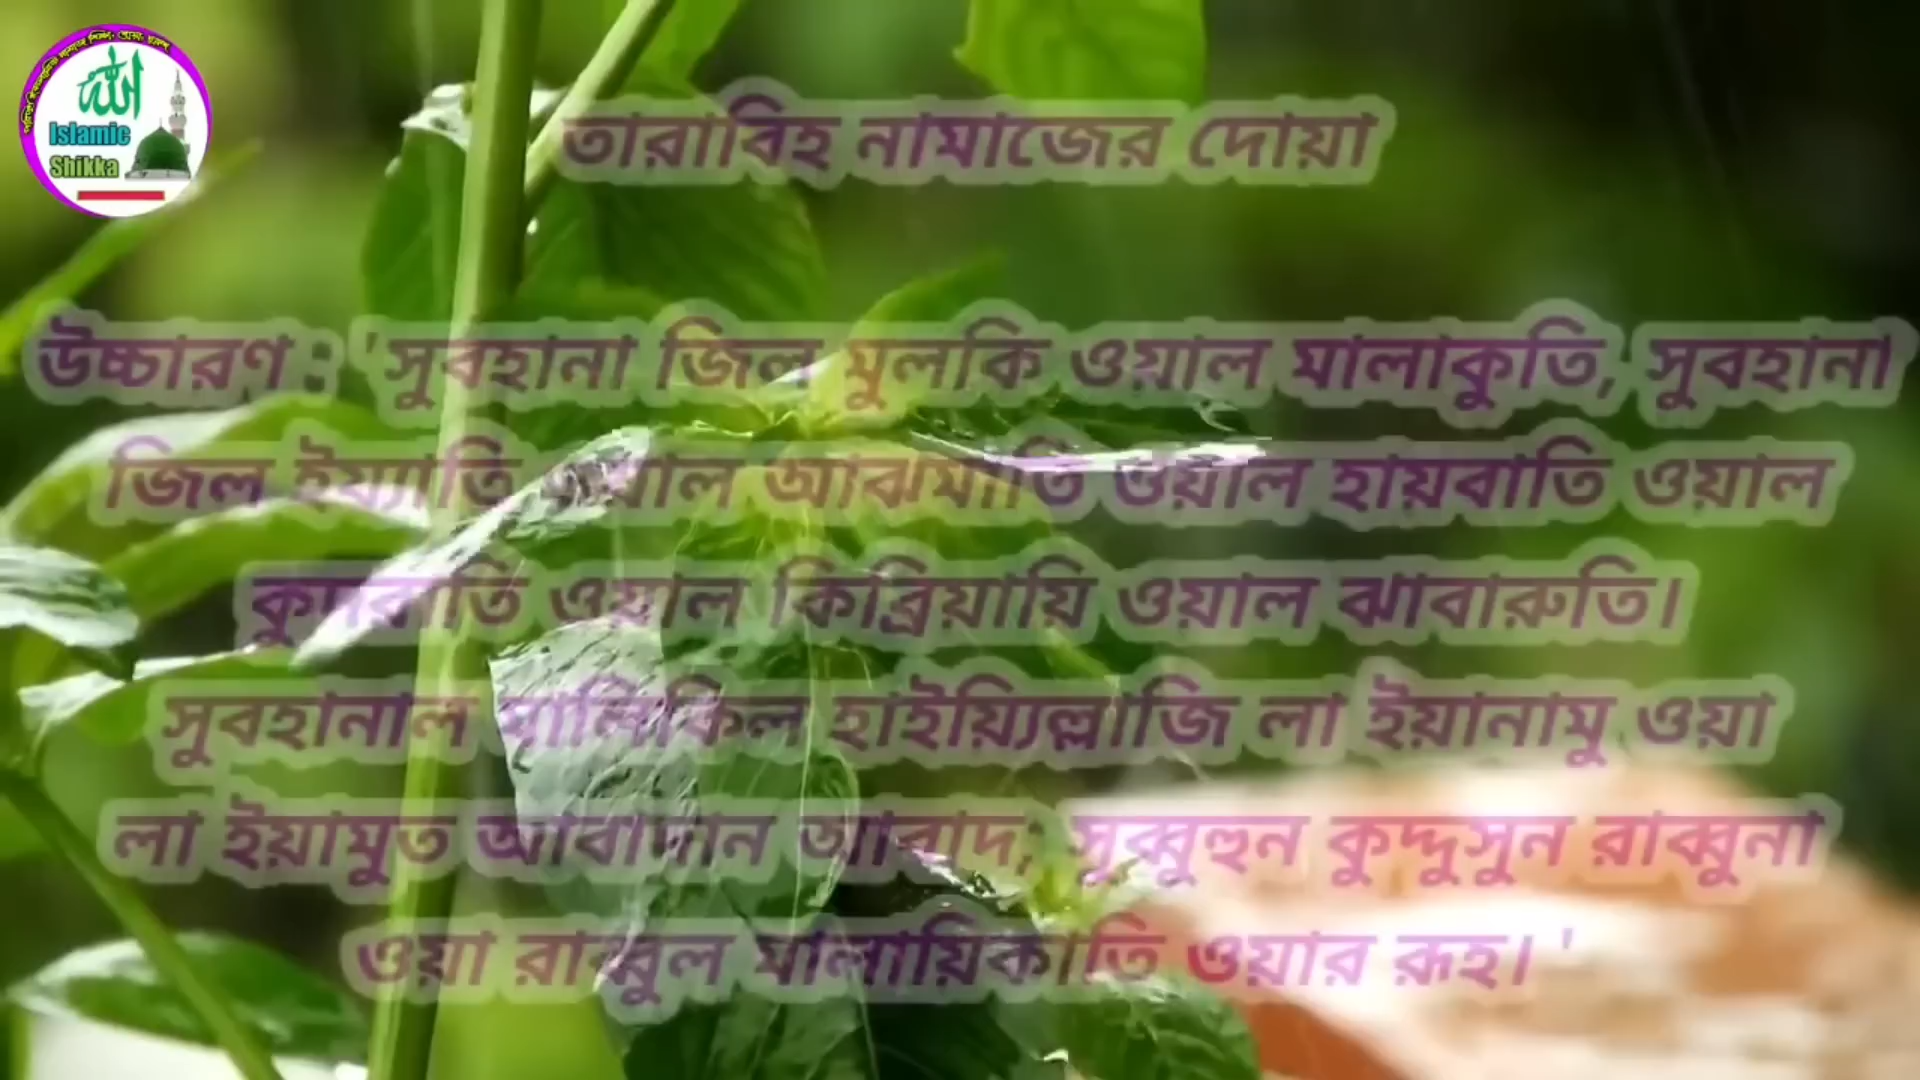 الله
Islamic
Shikka
তারাবিহ নামাজের দোয়া
উচ্চারণ : 'সুবহানা জিল মুলকি ওয়াল মালাকুতি, সুবহানা
জিল ইয্যাতি ওয়াল আঝমাতি ওয়াল হায়বাতি ওয়াল
কুদরাতি ওয়াল কিব্রিয়ায়ি ওয়াল ঝাবারুতি।
সুবহানাল মালিকিল হাইয়্যিল্লাজি লা ইয়ানামু ওয়া
লা ইয়ামুত আবাদান আবাদ; সুব্বুহুন কুদ্দুসুন রাব্বুনা
ওয়া রাব্বুল মালায়িকাতি ওয়ার রূহ। '